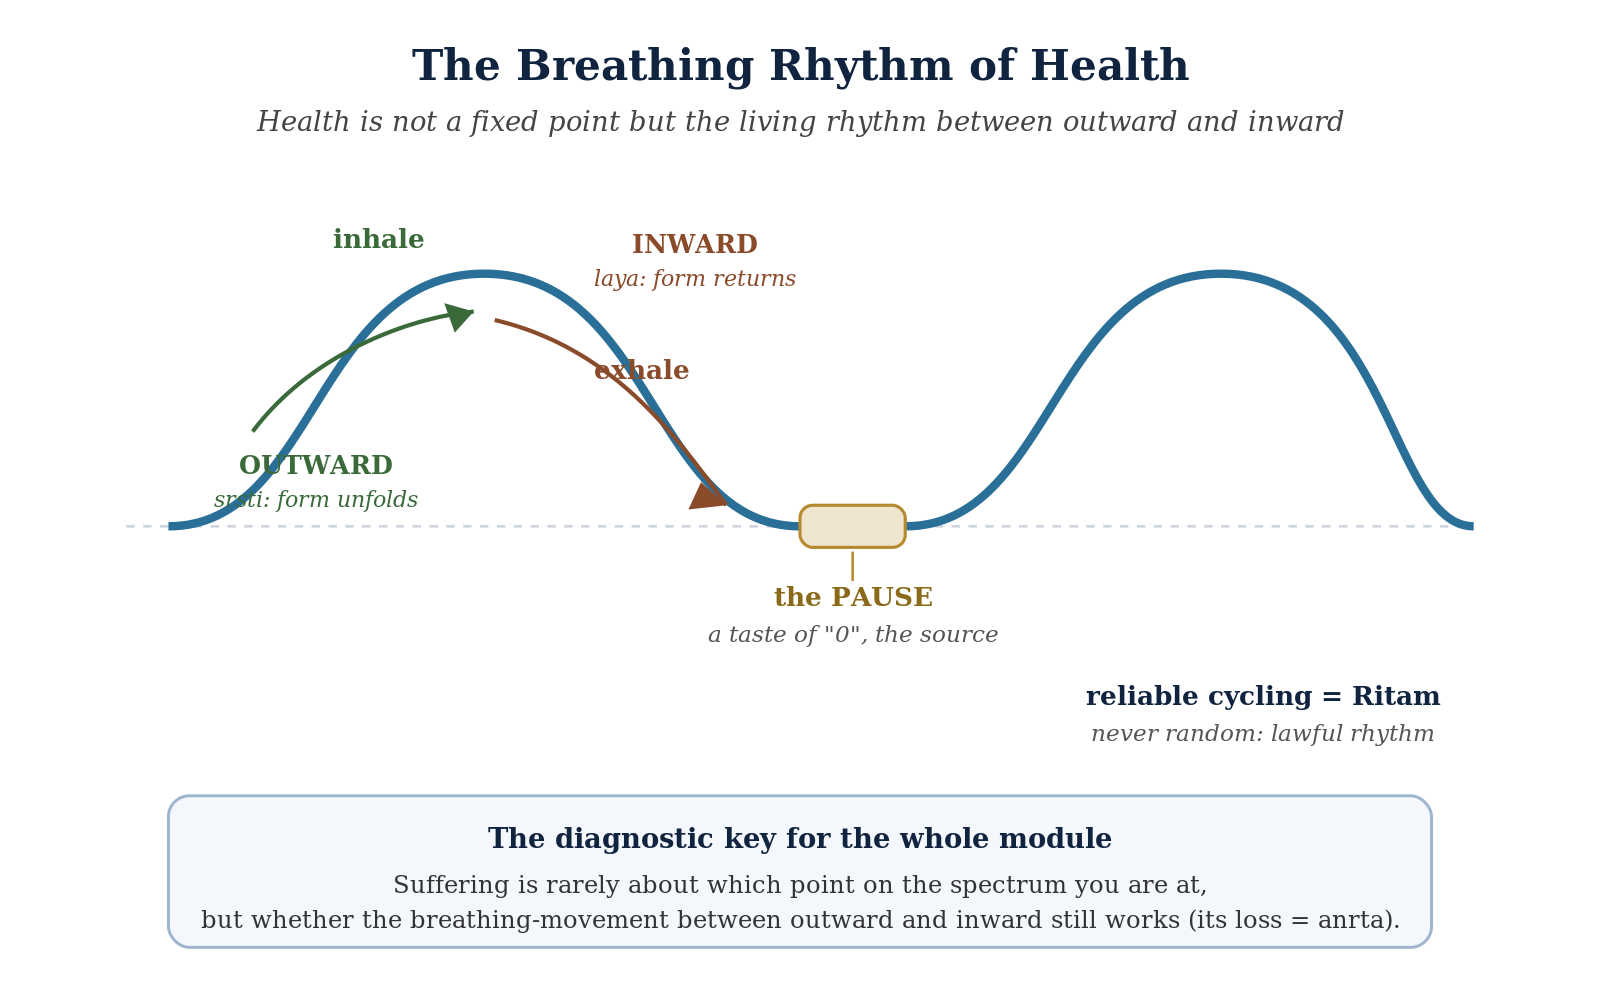 The Breathing Rhythm of Health
Health is not a fixed point but the living rhythm between outward and inward
inhale
INWARD
laya: form returns
exhale
OUTWARD
srsti: form unfolds
the PAUSE
a taste of "0", the source
reliable cycling = Ritam
never random: lawful rhythm
The diagnostic key for the whole module
Suffering is rarely about which point on the spectrum you are at,
but whether the breathing-movement between outward and inward still works (its loss = anrta).